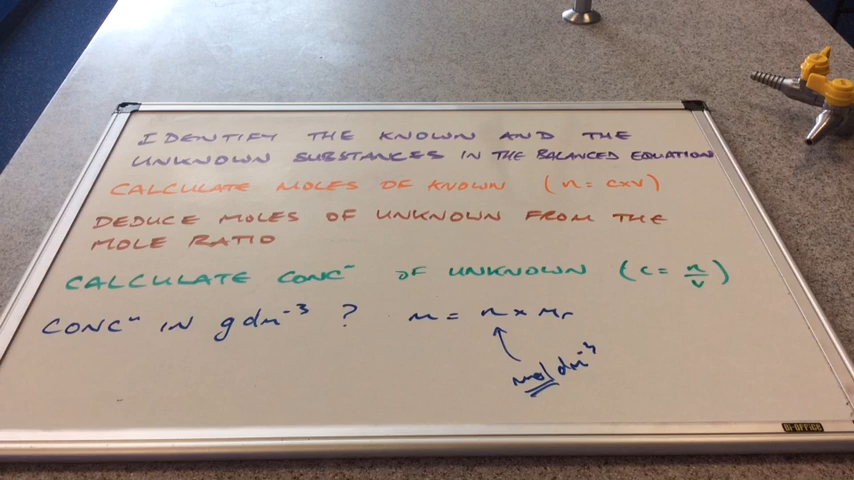 IDENTIFY THE KNOWN AND THE
UNKNOWN SUBSTANCES IN THE BALANCED EQUATION
CALCULATE MOLES OF KNOWN (n = c×v)
DEDUCE MOLES OF UNKNOWN FROM THE
MOLE RATIO
CALCULATE CONCⁿ OF UNKNOWN (c = n/v)
CONCⁿ IN g dm⁻³ ? m = n × Mr
mol dm⁻³
BI-OFFICE